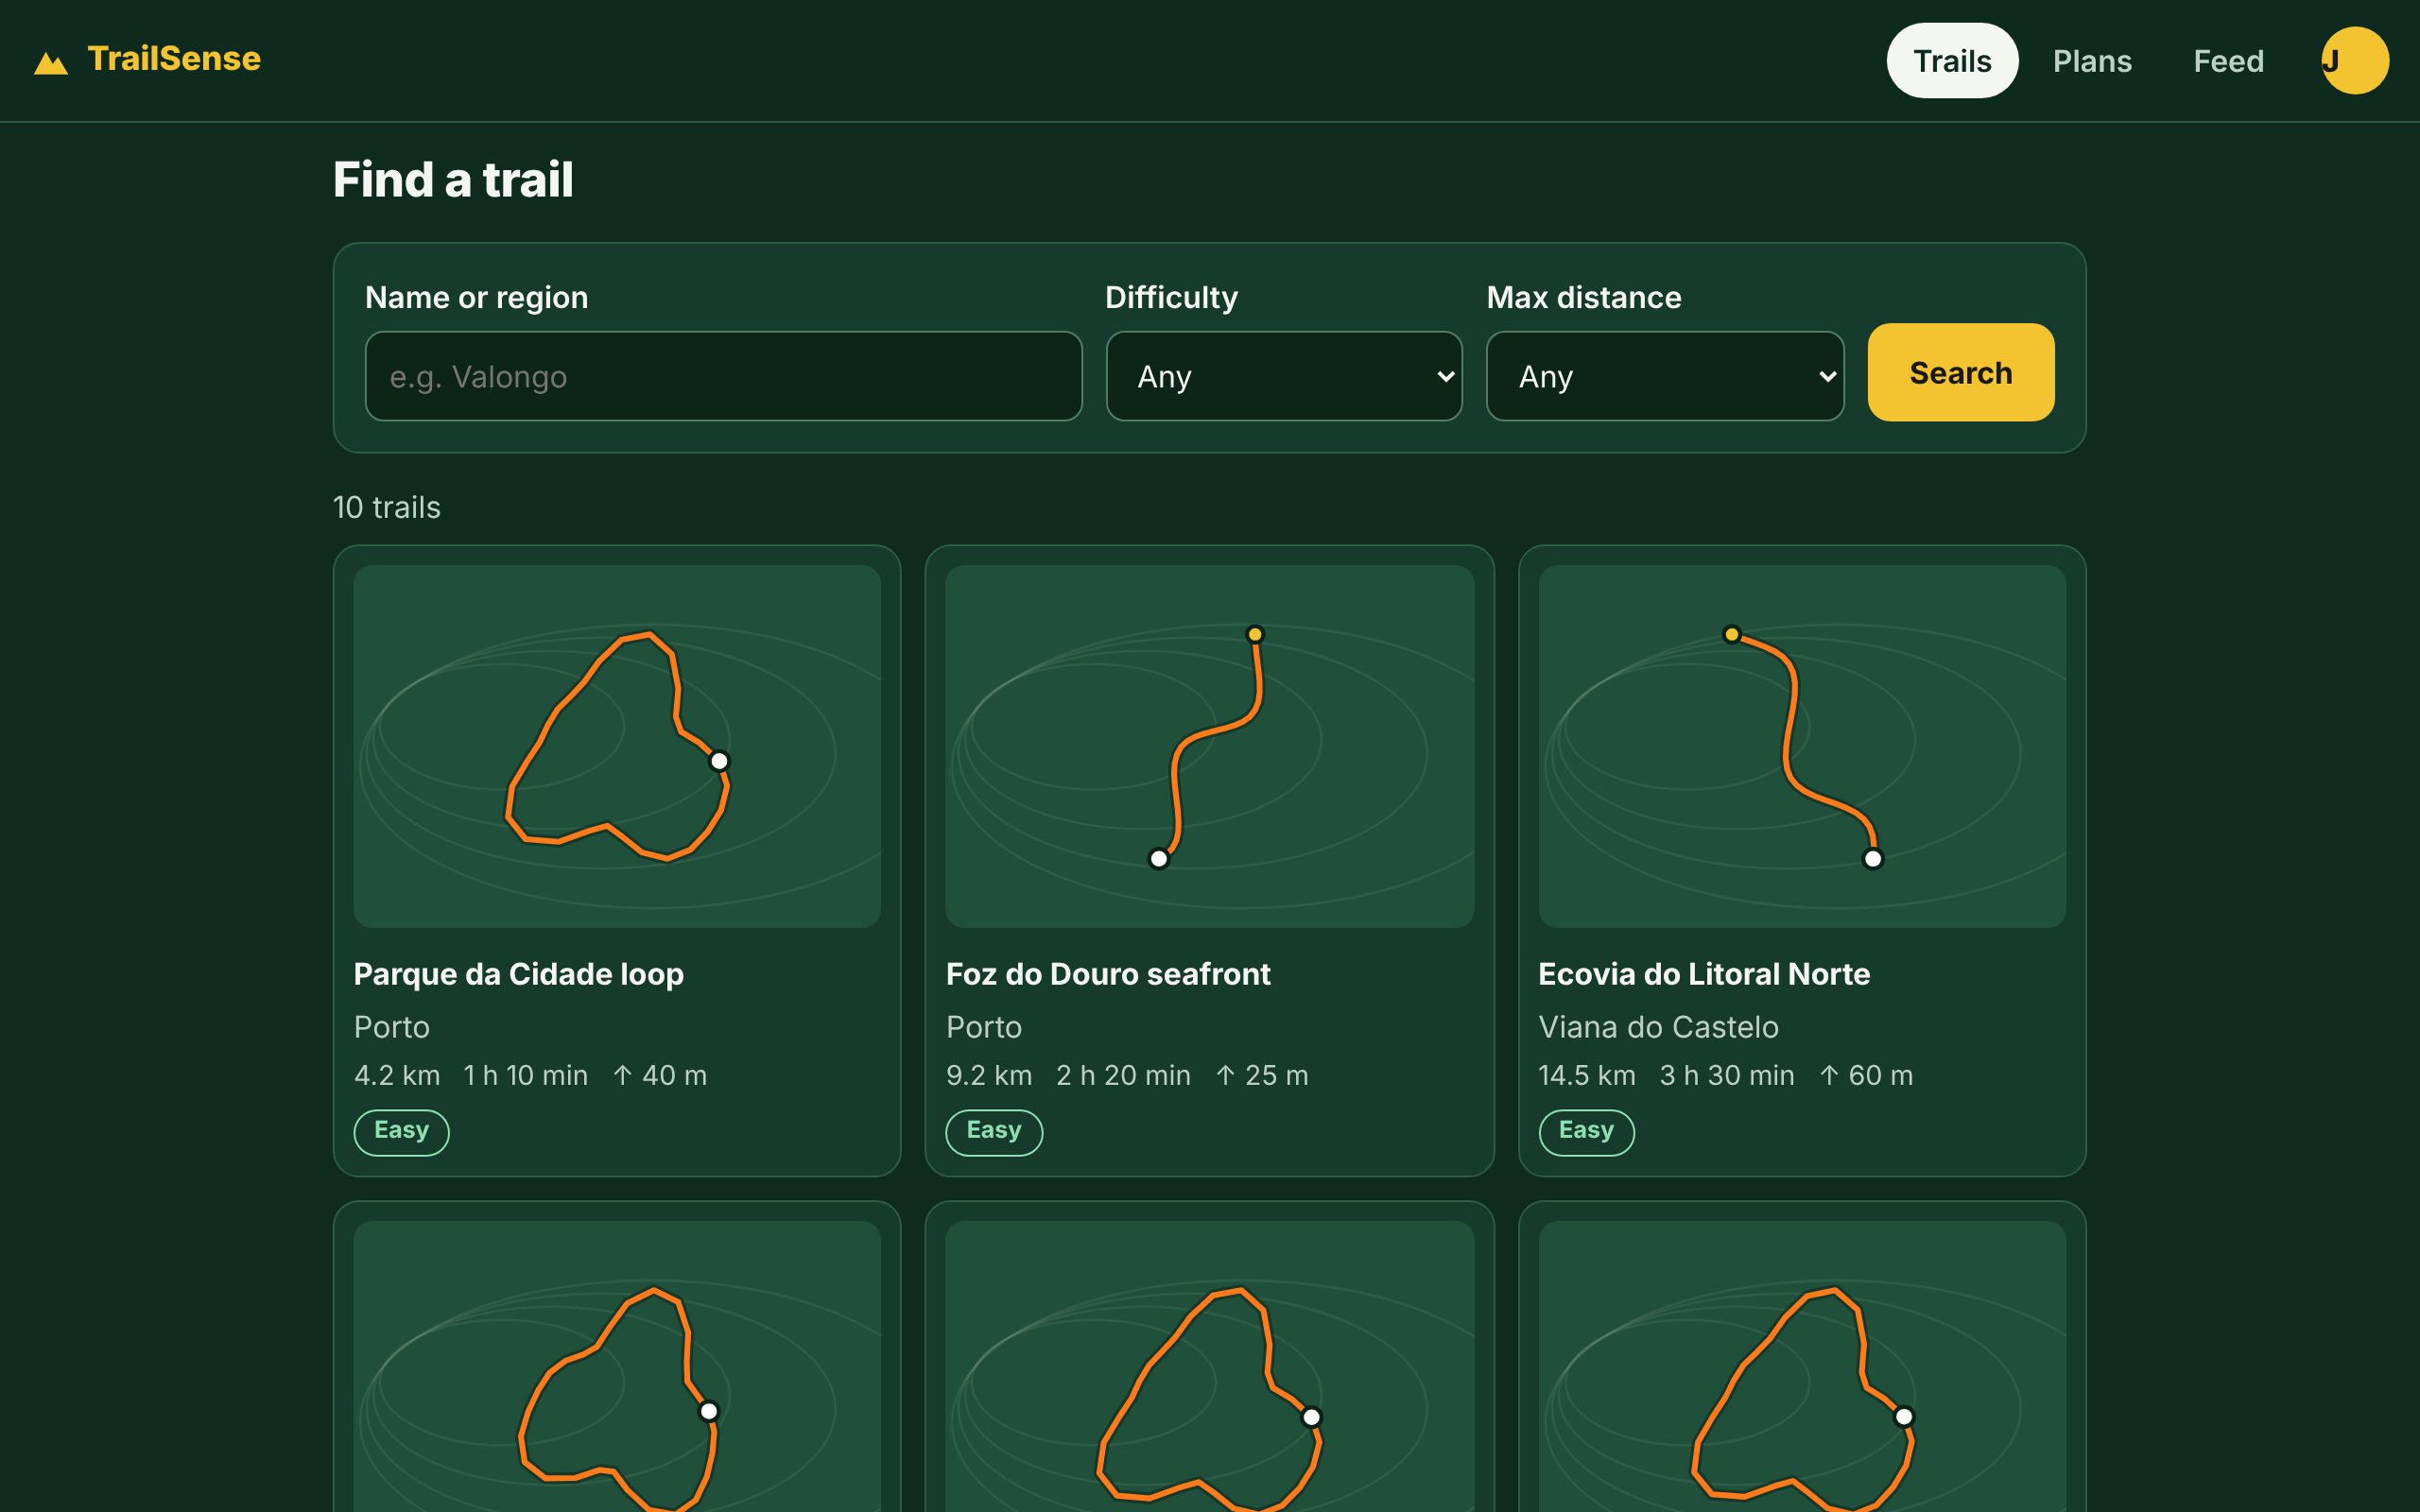 TrailSense
Trails
Plans
Feed
J
Find a trail
Name or region
Difficulty
Max distance
e.g. Valongo
Any
Any
Search
10 trails
Parque da Cidade loop
Porto
4.2 km 1 h 10 min ↑ 40 m
Easy
Foz do Douro seafront
Porto
9.2 km 2 h 20 min ↑ 25 m
Easy
Ecovia do Litoral Norte
Viana do Castelo
14.5 km 3 h 30 min ↑ 60 m
Easy